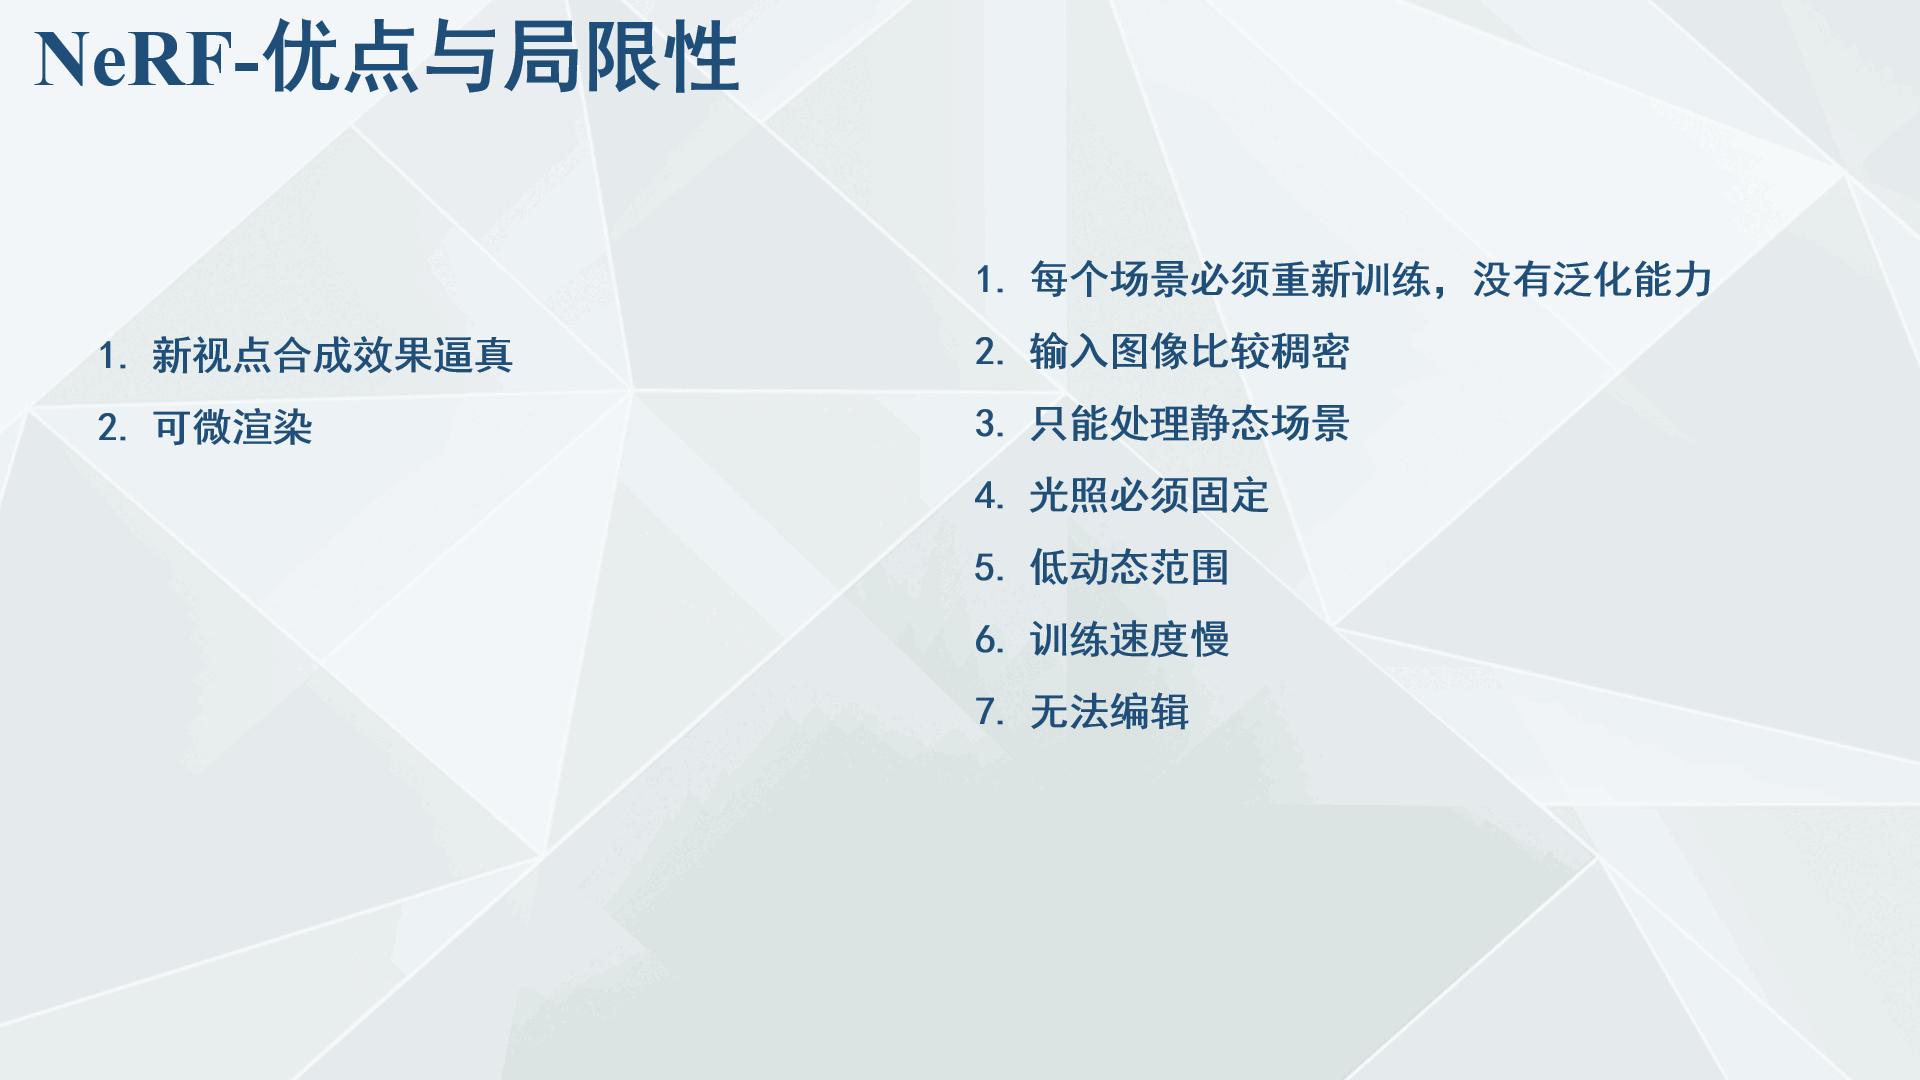 NeRF-优点与局限性
1. 新视点合成效果逼真
2. 可微渲染
1. 每个场景必须重新训练，没有泛化能力
2. 输入图像比较稠密
3. 只能处理静态场景
4. 光照必须固定
5. 低动态范围
6. 训练速度慢
7. 无法编辑